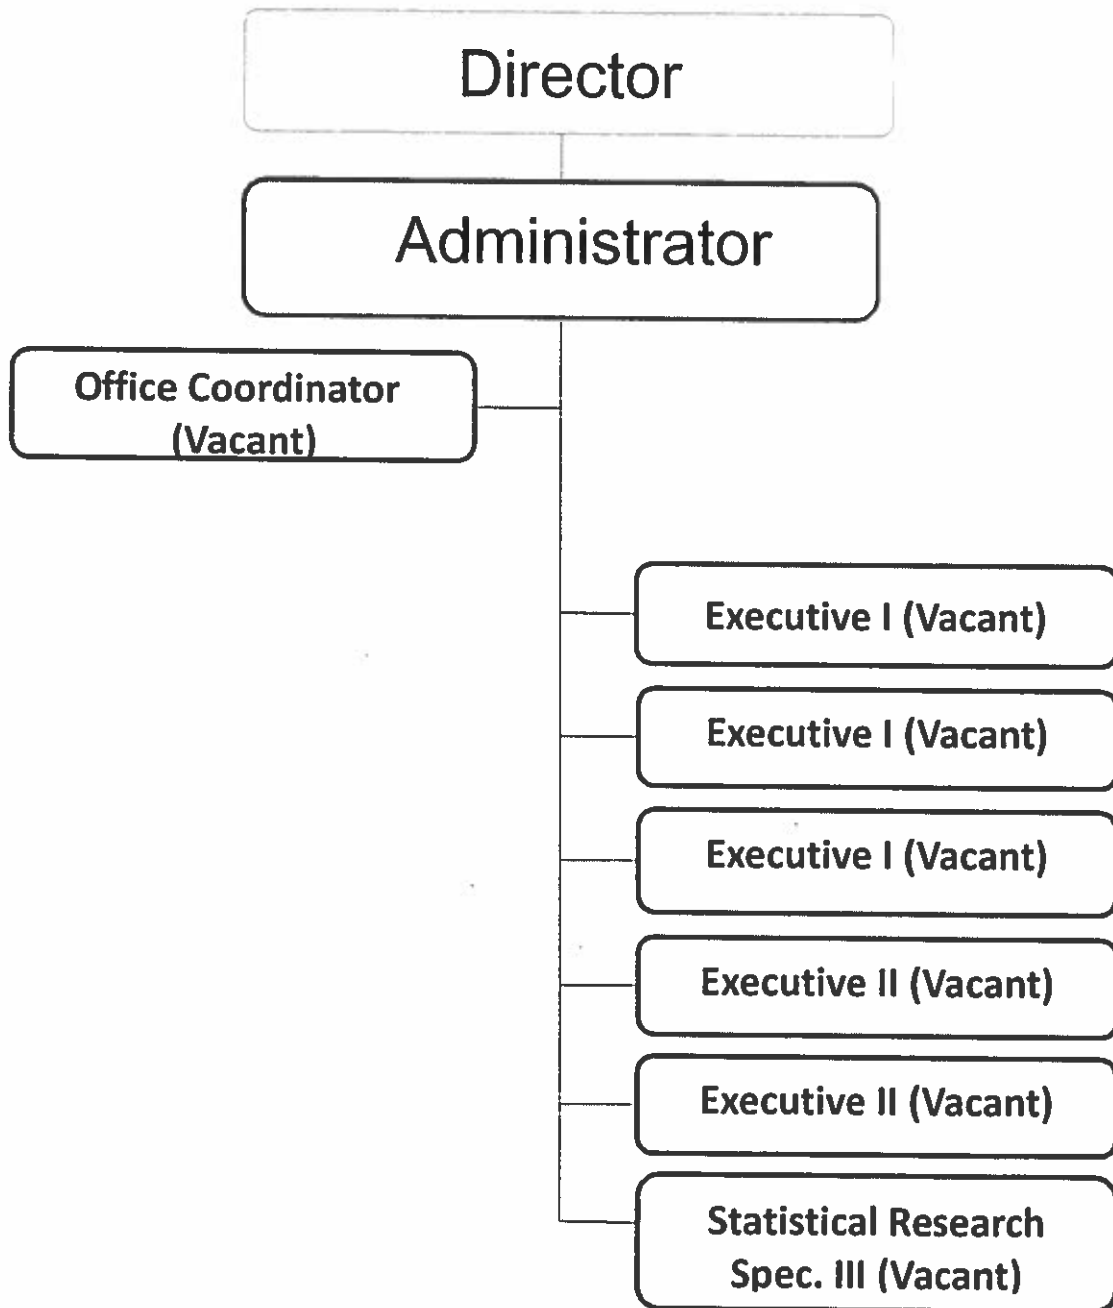 Director
Administrator
Office Coordinator
(Vacant)
Executive I (Vacant)
Executive I (Vacant)
Executive I (Vacant)
Executive II (Vacant)
Executive II (Vacant)
Statistical Research
Spec. III (Vacant)